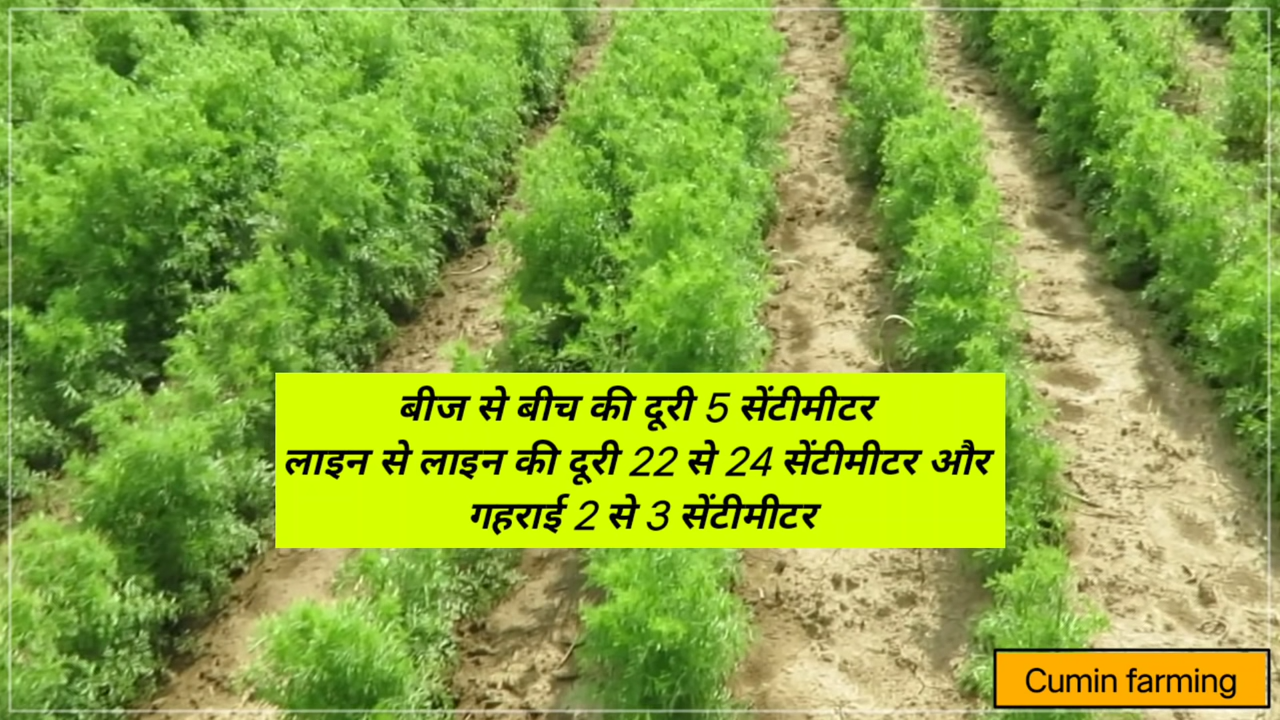 बीज से बीच की दूरी 5 सेंटीमीटर
लाइन से लाइन की दूरी 22 से 24 सेंटीमीटर और
गहराई 2 से 3 सेंटीमीटर
Cumin farming